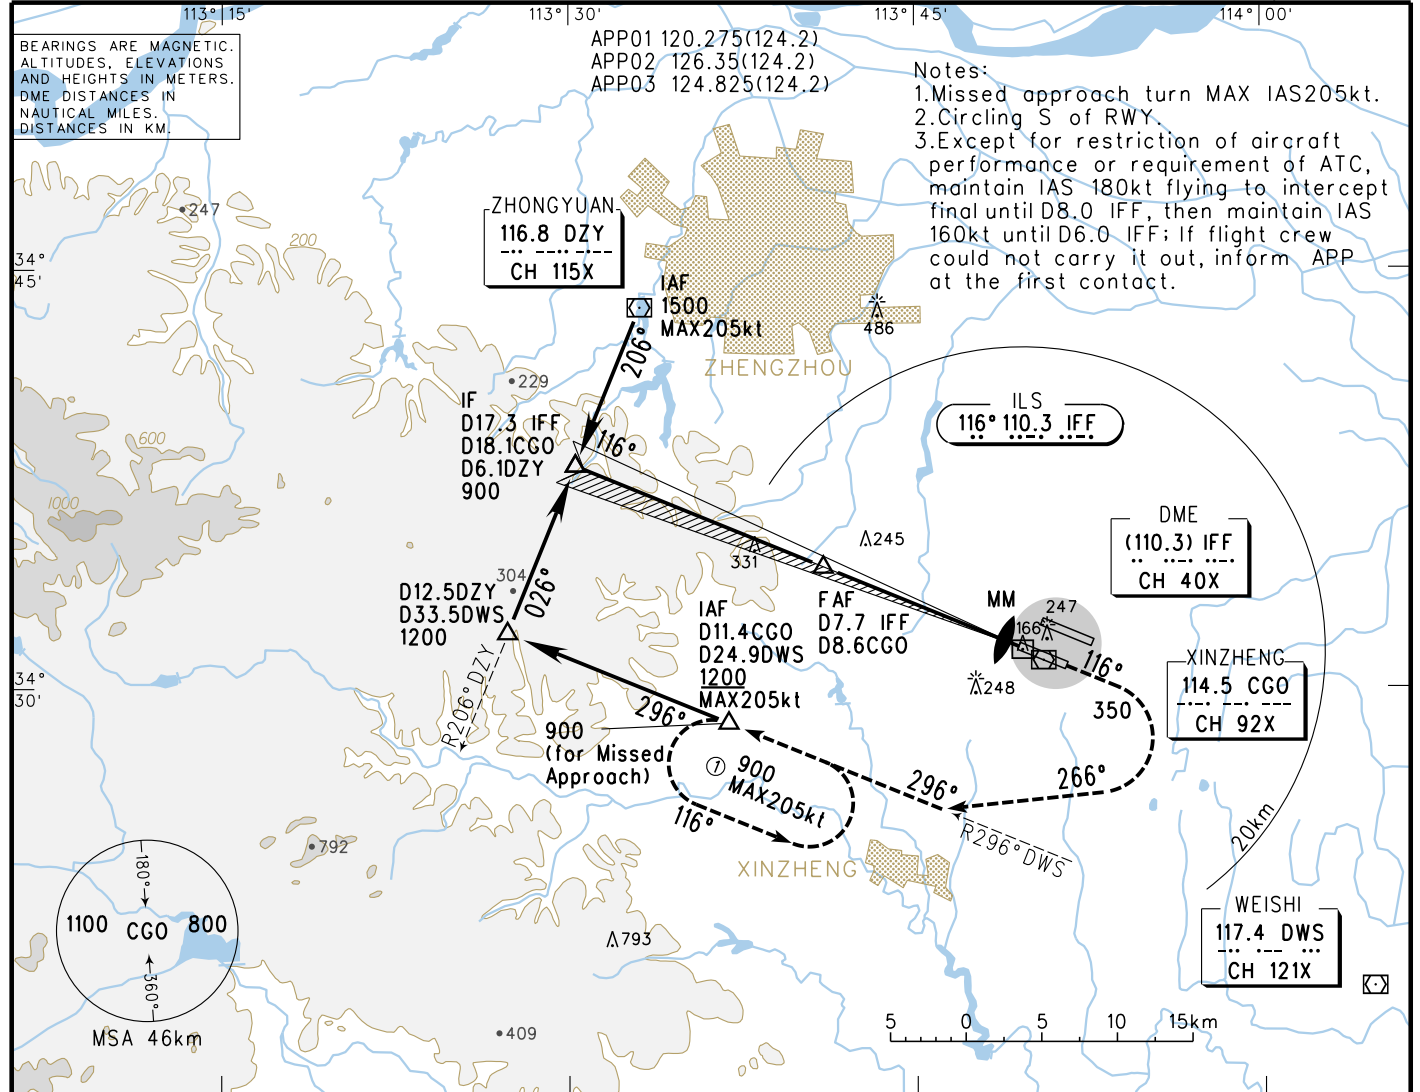 113° 15'
113° 30'
113° 45'
114° 00'
BEARINGS ARE MAGNETIC.
ALTITUDES, ELEVATIONS
AND HEIGHTS IN METERS.
DME DISTANCES IN
NAUTICAL MILES.
DISTANCES IN KM.
APP01 120.275(124.2)
APP02 126.35(124.2)
APP03 124.825(124.2)
Notes:
1.Missed approach turn MAX IAS205kt.
2.Circling S of RWY.
3.Except for restriction of aircraft
performance or requirement of ATC,
maintain IAS 180kt flying to intercept
final until D8.0 IFF, then maintain IAS
160kt until D6.0 IFF; If flight crew
could not carry it out, inform APP
at the first contact.
247
200
34°
45'
ZHONGYUAN
116.8 DZY
CH 115X
IAF
1500
MAX205kt
206°
486
ZHENGZHOU
229
IF
D17.3 IFF
D18.1CGO
D6.1DZY
900
116°
600
1000
ILS
116° 110.3 IFF
DME
(110.3) IFF
CH 40X
331
245
304
026°
D12.5DZY
D33.5DWS
1200
R206°DZY
FAF
D7.7 IFF
D8.6CGO
MM
247
166
248
116°
350
IAF
D11.4CGO
D24.9DWS
1200
MAX205kt
296°
XINZHENG
114.5 CGO
CH 92X
34°
30'
900
(for Missed
Approach)
1
900
MAX205kt
116°
296°
266°
R296°DWS
20km
XINZHENG
792
793
409
180°
1100
CGO
800
360°
MSA 46km
WEISHI
117.4 DWS
CH 121X
5
0
5
10
15km